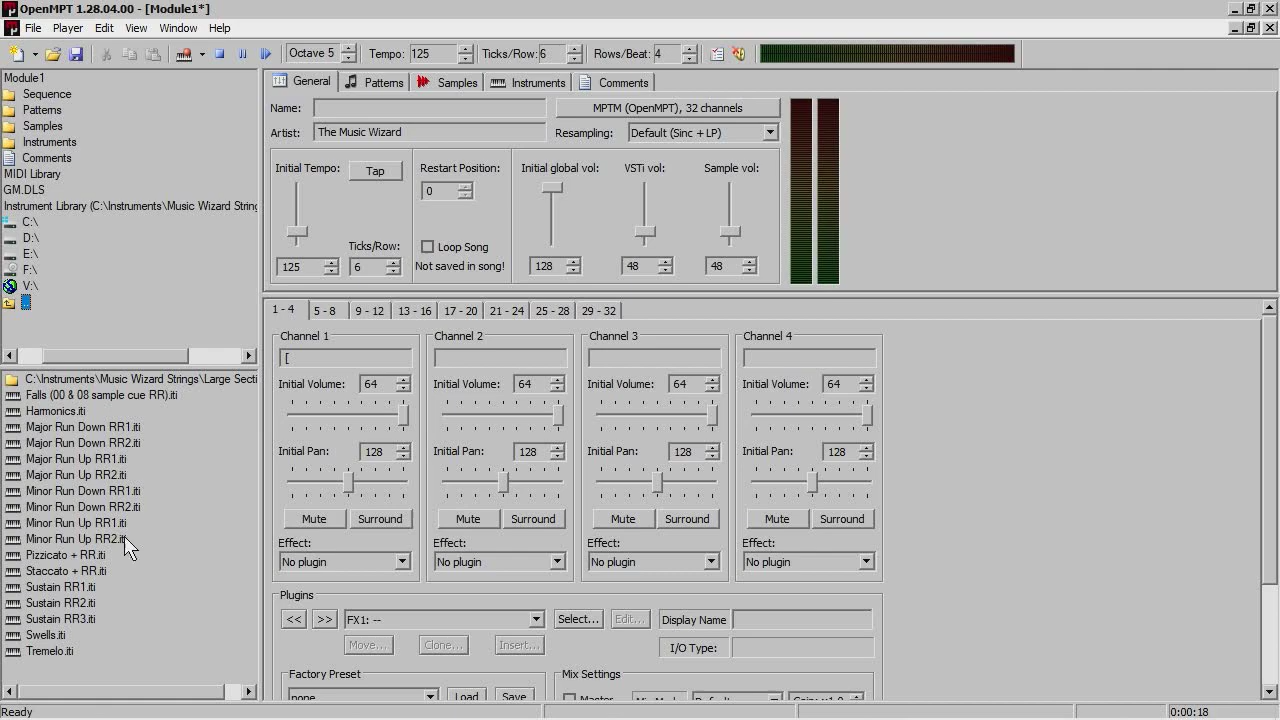 OpenMPT 1.28.04.00 - [Module1*]
File Player Edit View Window Help
Octave 5 Tempo: 125 Ticks/Row: 6 Rows/Beat: 4
Module1
Sequence
Patterns
Samples
Instruments
Comments
MIDI Library
GM.DLS
Instrument Library (C:\Instruments\Music Wizard String
C:\
D:\
E:\
F:\
V:\
..
C:\Instruments\Music Wizard Strings\Large Secti
Falls (00 & 08 sample cue RR).iti
Harmonics.iti
Major Run Down RR1.iti
Major Run Down RR2.iti
Major Run Up RR1.iti
Major Run Up RR2.iti
Minor Run Down RR1.iti
Minor Run Down RR2.iti
Minor Run Up RR1.iti
Minor Run Up RR2.iti
Pizzicato + RR.iti
Staccato + RR.iti
Sustain RR1.iti
Sustain RR2.iti
Sustain RR3.iti
Swells.iti
Tremelo.iti
General Patterns Samples Instruments Comments
Name: MPTM (OpenMPT), 32 channels
Artist: The Music Wizard Resampling: Default (Sinc + LP)
Initial Tempo: Tap Restart Position: Initial global vol: VSTi vol: Sample vol:
0
Ticks/Row: Loop Song
125 6 Not saved in song! 128 48 48
1 - 4 5 - 8 9 - 12 13 - 16 17 - 20 21 - 24 25 - 28 29 - 32
Channel 1 Channel 2 Channel 3 Channel 4
[
Initial Volume: 64 Initial Volume: 64 Initial Volume: 64 Initial Volume: 64
Initial Pan: 128 Initial Pan: 128 Initial Pan: 128 Initial Pan: 128
Mute Surround Mute Surround Mute Surround Mute Surround
Effect: Effect: Effect: Effect:
No plugin No plugin No plugin No plugin
Plugins
<< >> FX1: -- Select... Edit... Display Name
Move... Clone... Insert... I/O Type:
Factory Preset Mix Settings
none Load Save Master Mix Mode Default
Ready 0:00:18